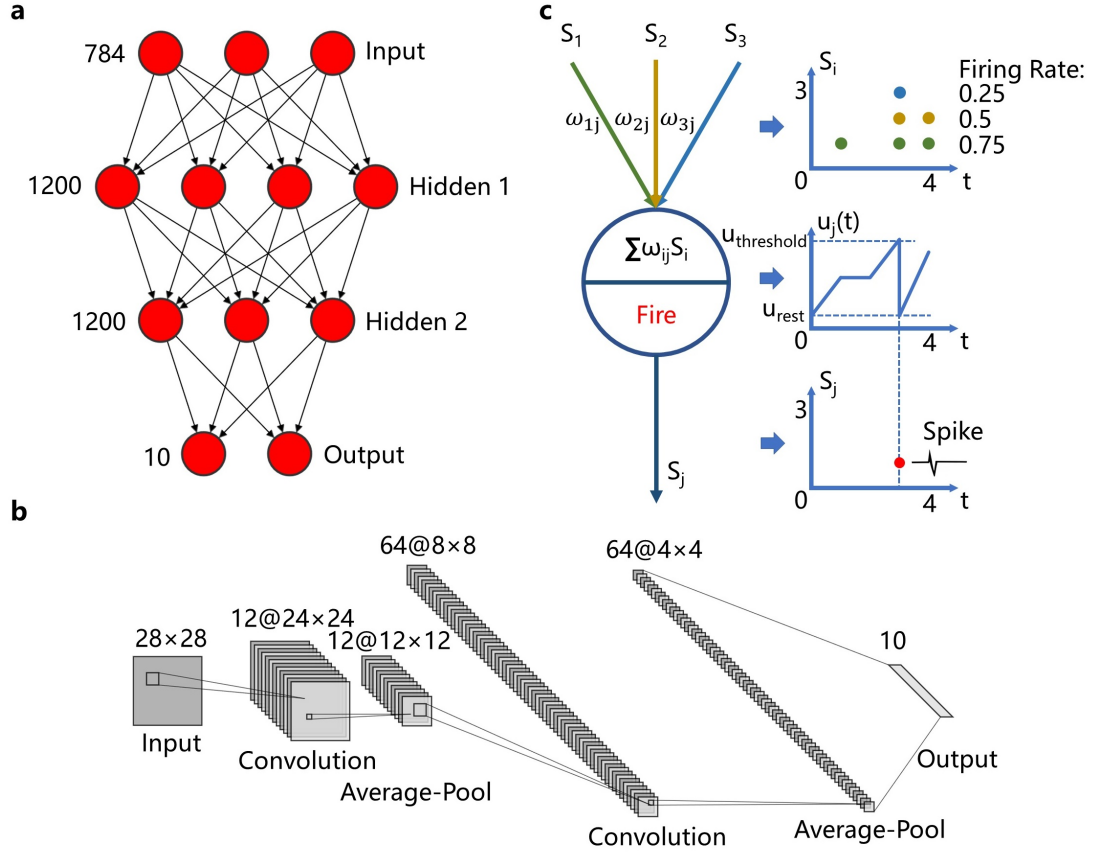 a
784
Input
1200
Hidden 1
1200
Hidden 2
10
Output
c
S1
S2
S3
ω1j
ω2j
ω3j
∑ωijSi
Fire
Sj
Si
3
0
4
t
Firing Rate:
0.25
0.5
0.75
uj(t)
uthreshold
urest
0
4
t
Sj
3
Spike
0
4
t
b
28×28
Input
12@24×24
Convolution
12@12×12
Average-Pool
64@8×8
Convolution
64@4×4
Average-Pool
10
Output